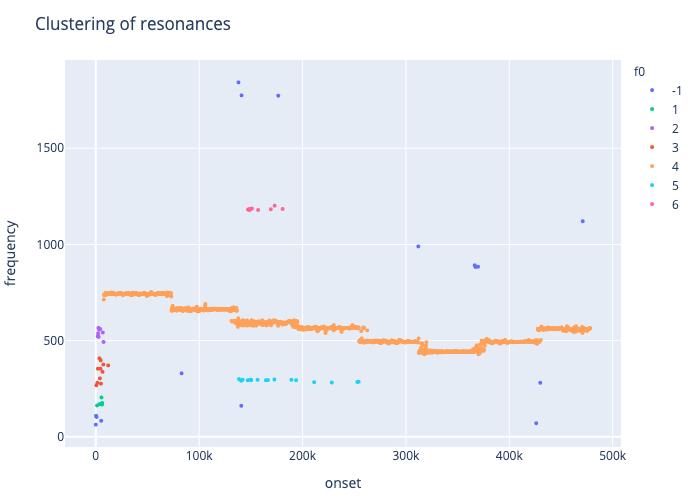 Clustering of resonances
f0
-1
1
2
3
4
5
6
1500
1000
500
0
frequency
0
100k
200k
300k
400k
500k
onset